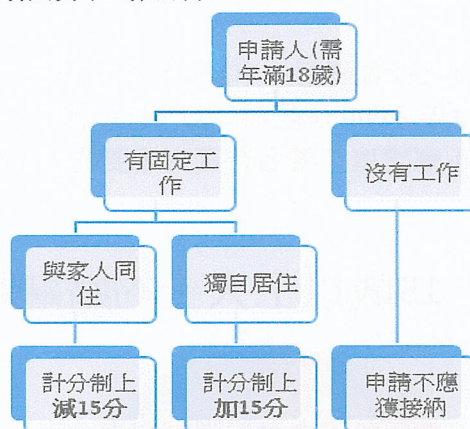 申請人(需
年滿18歲)
有固定工
作
沒有工作
與家人同
住
獨自居住
計分制上
減15分
計分制上
加15分
申請不應
獲接納